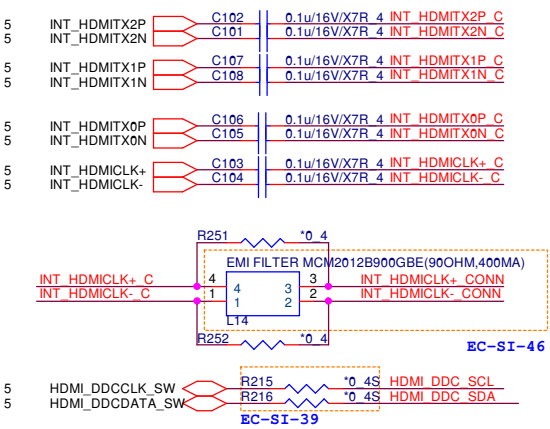 5 INT_HDMITX2P C102 0.1u/16V/X7R_4 INT_HDMITX2P_C
5 INT_HDMITX2N C101 0.1u/16V/X7R_4 INT_HDMITX2N_C
5 INT_HDMITX1P C107 0.1u/16V/X7R_4 INT_HDMITX1P_C
5 INT_HDMITX1N C108 0.1u/16V/X7R_4 INT_HDMITX1N_C
5 INT_HDMITX0P C106 0.1u/16V/X7R_4 INT_HDMITX0P_C
5 INT_HDMITX0N C105 0.1u/16V/X7R_4 INT_HDMITX0N_C
5 INT_HDMICLK+ C103 0.1u/16V/X7R_4 INT_HDMICLK+_C
5 INT_HDMICLK- C104 0.1u/16V/X7R_4 INT_HDMICLK-_C
R251 *0_4
EMI FILTER MCM2012B900GBE(90OHM,400MA)
INT_HDMICLK+_C 4 4 3 3 INT_HDMICLK+_CONN
INT_HDMICLK-_C 1 1 2 2 INT_HDMICLK-_CONN
L14
R252 *0_4
EC-SI-46
5 HDMI_DDCCLK_SW R215 *0_4S HDMI_DDC_SCL
5 HDMI_DDCDATA_SW R216 *0_4S HDMI_DDC_SDA
EC-SI-39